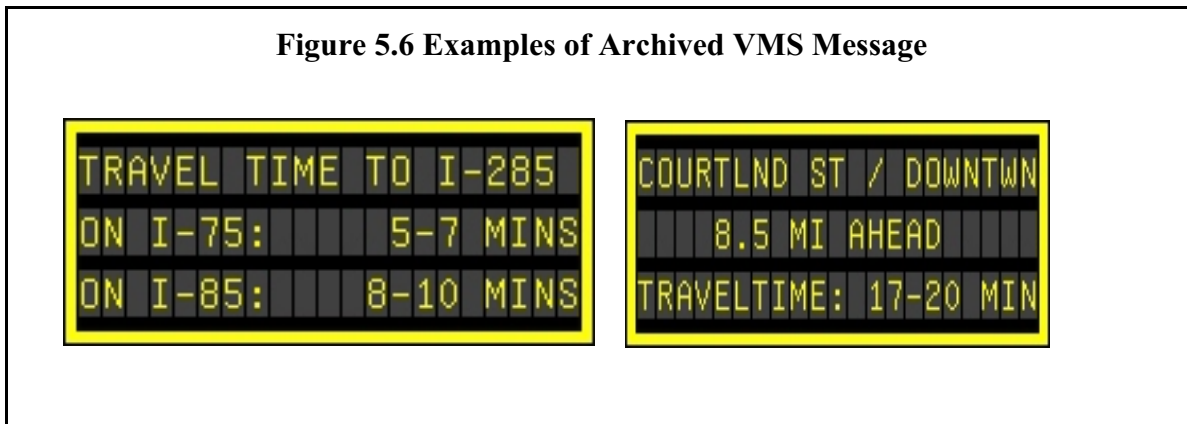 Figure 5.6 Examples of Archived VMS Message
TRAVEL TIME TO I-285
ON I-75: 5-7 MINS
ON I-85: 8-10 MINS
COURTLND ST / DOWNTWN
8.5 MI AHEAD
TRAVELTIME: 17-20 MIN